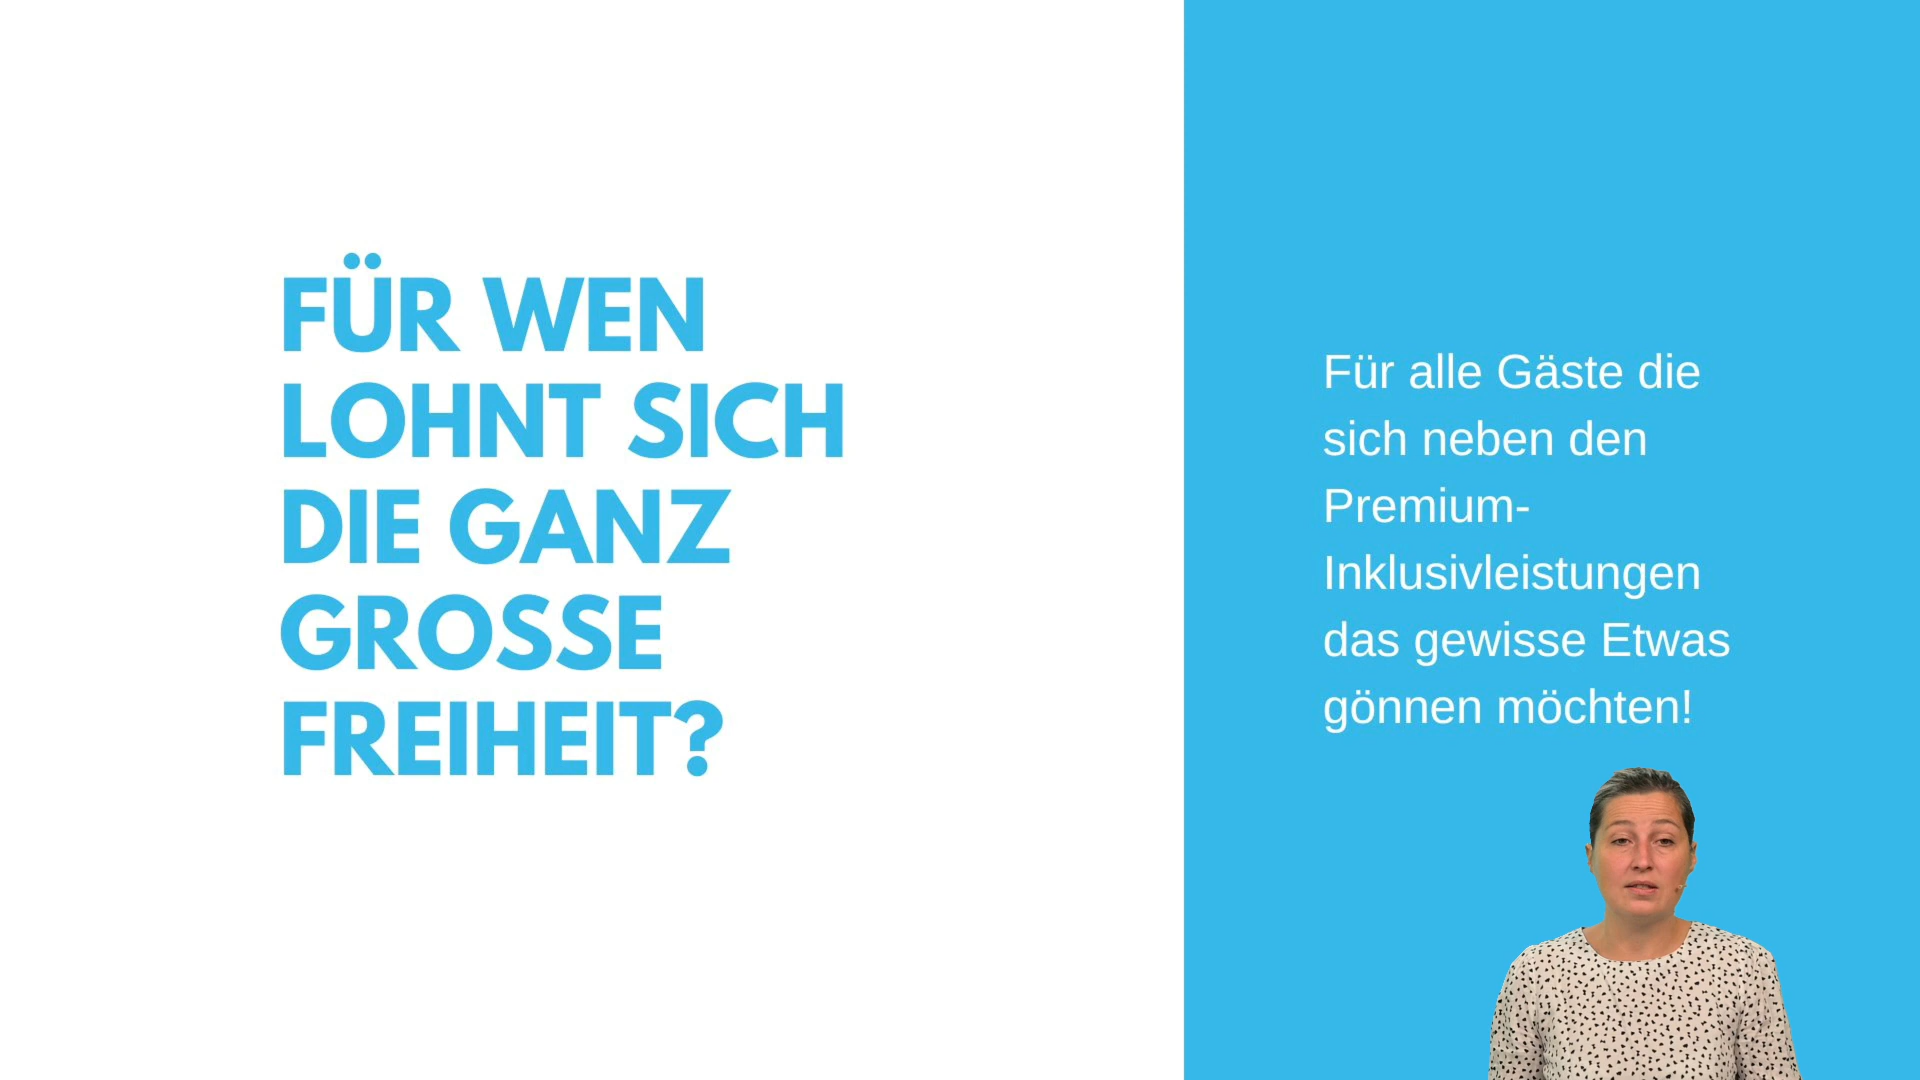 FÜR WEN
LOHNT SICH
DIE GANZ
GROSSE
FREIHEIT?
Für alle Gäste die
sich neben den
Premium-
Inklusivleistungen
das gewisse Etwas
gönnen möchten!